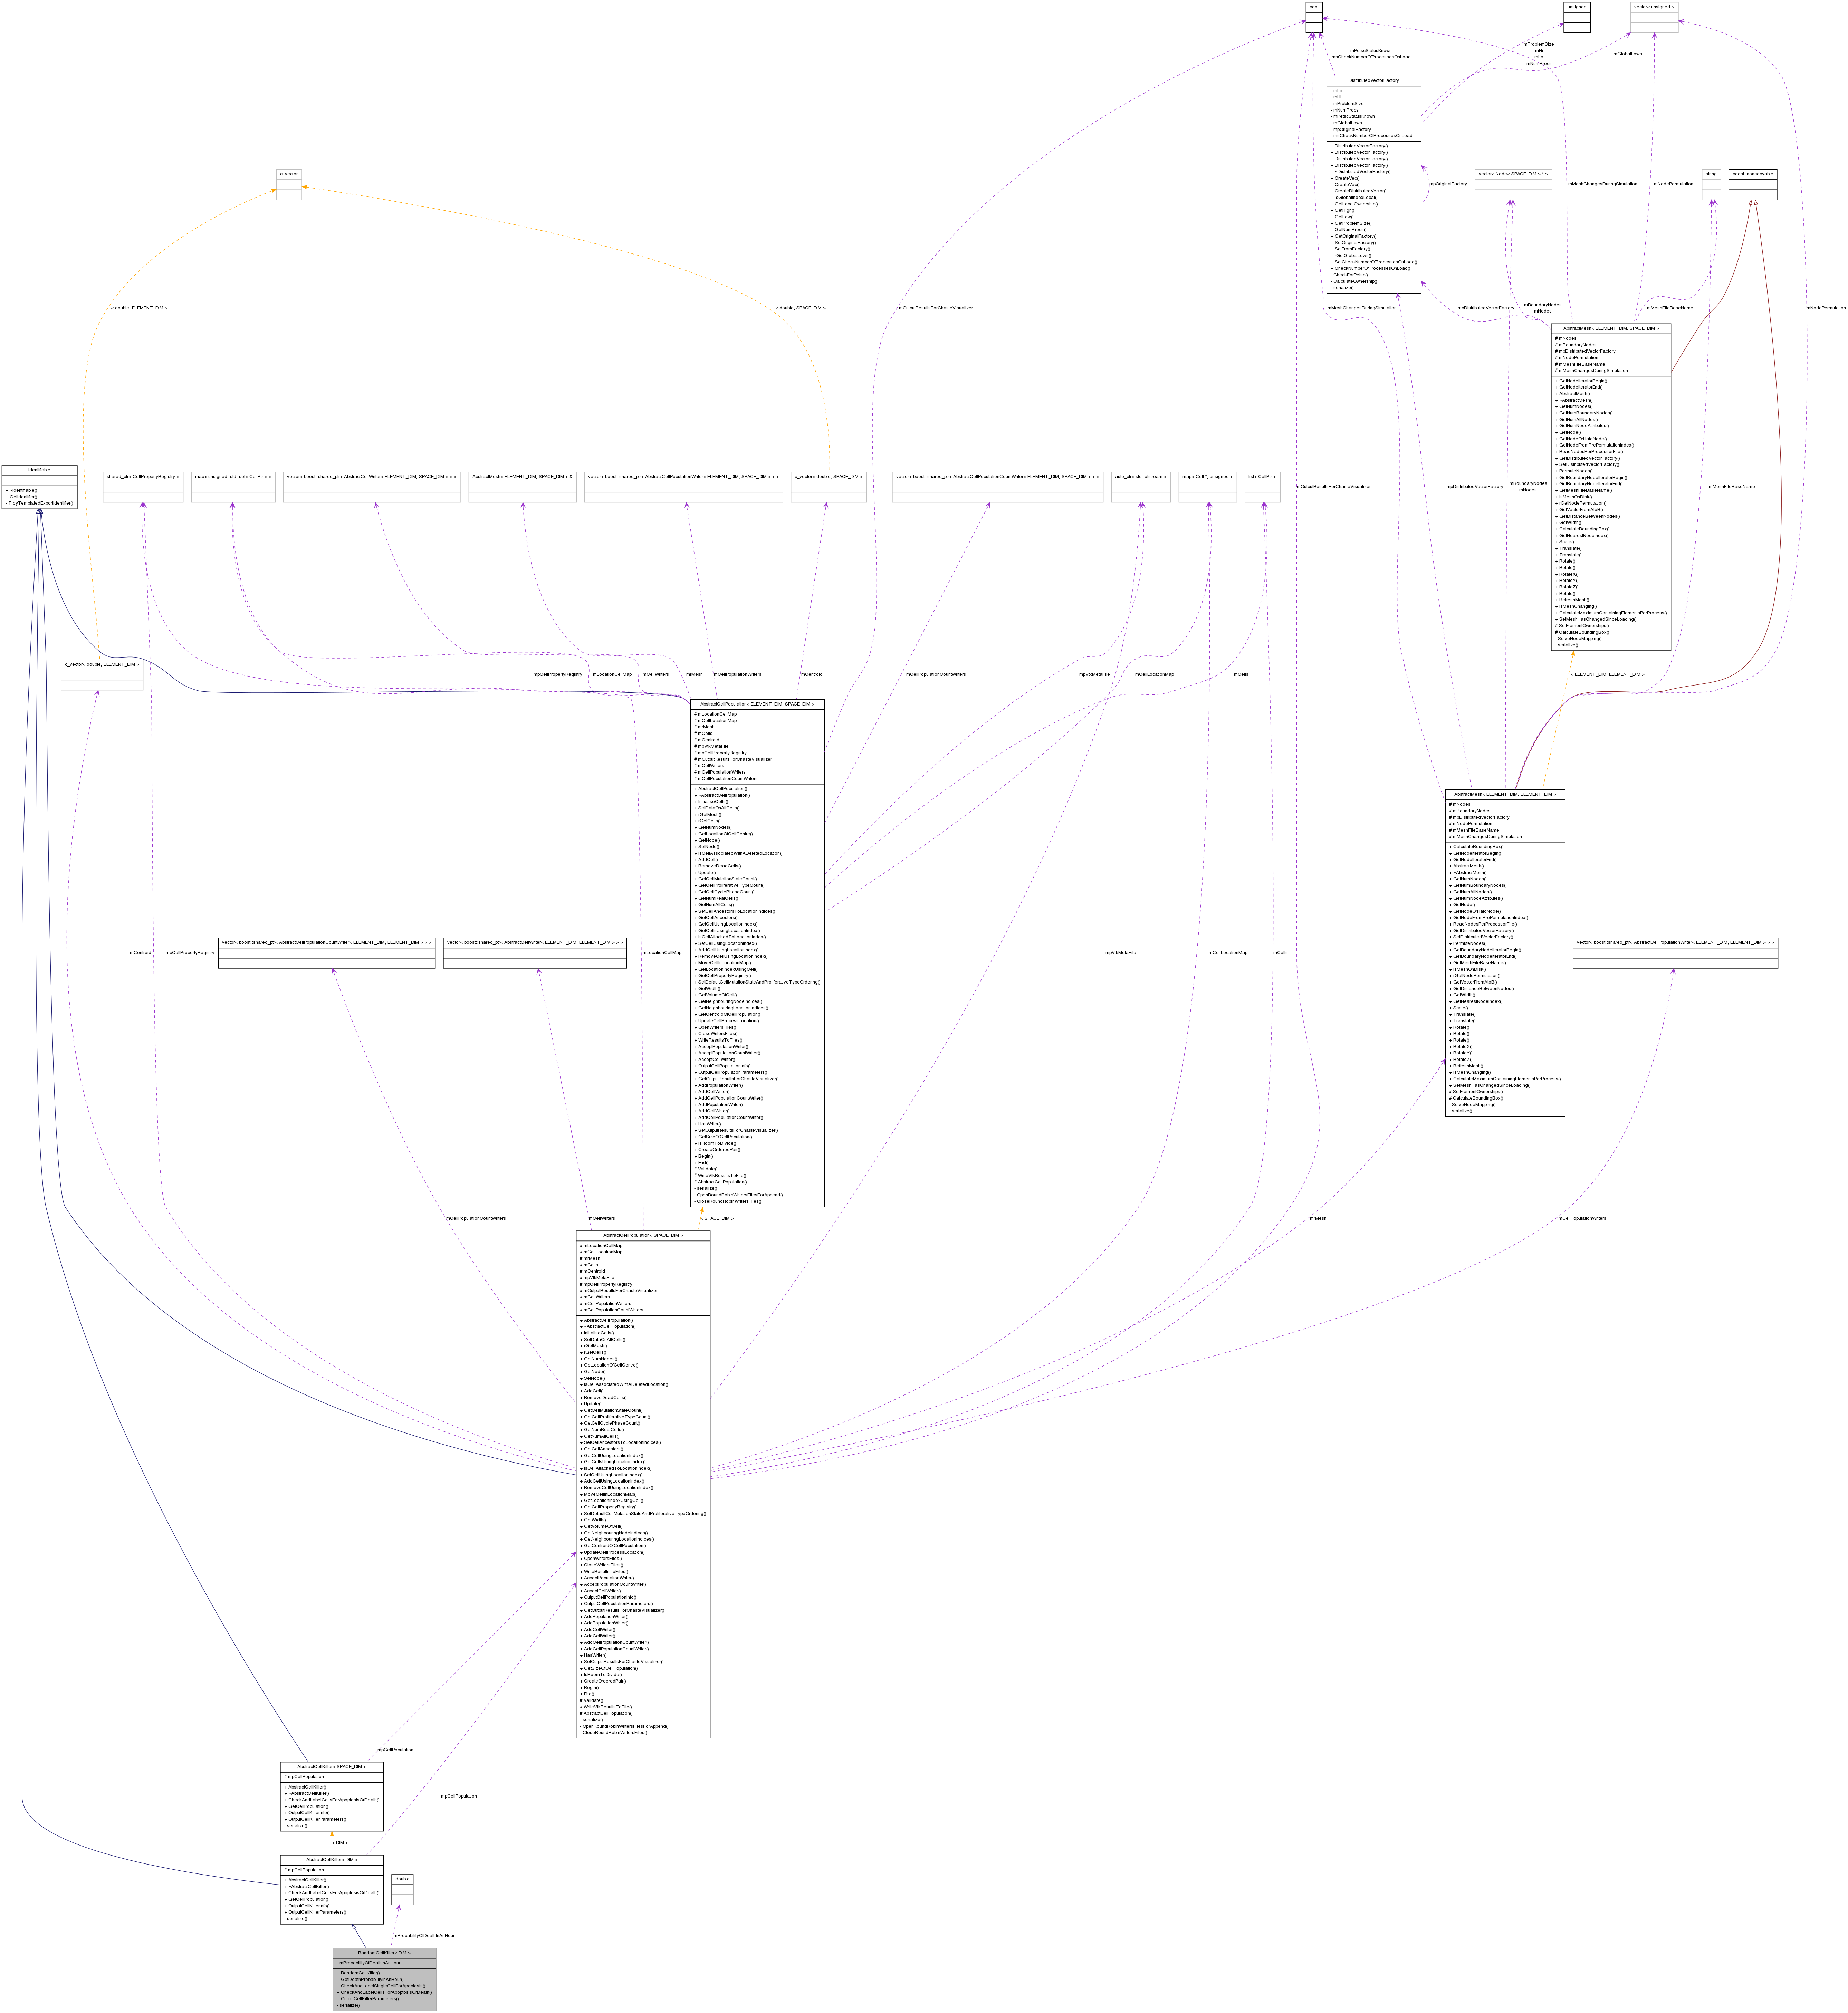 bool
unsigned
vector< unsigned >
mPetscStatusKnown
msCheckNumberOfProcessesOnLoad
mProblemSize
mHi
mLo
mNumProcs
mGlobalLows
DistributedVectorFactory
- mLo
- mHi
- mProblemSize
- mNumProcs
- mPetscStatusKnown
- mGlobalLows
- mpOriginalFactory
- msCheckNumberOfProcessesOnLoad
+ DistributedVectorFactory()
+ DistributedVectorFactory()
+ DistributedVectorFactory()
+ DistributedVectorFactory()
+ ~DistributedVectorFactory()
+ CreateVec()
+ CreateVec()
+ CreateDistributedVector()
+ IsGlobalIndexLocal()
+ GetLocalOwnership()
+ GetHigh()
+ GetLow()
+ GetProblemSize()
+ GetNumProcs()
+ GetOriginalFactory()
+ SetOriginalFactory()
+ SetFromFactory()
+ rGetGlobalLows()
+ SetCheckNumberOfProcessesOnLoad()
+ CheckNumberOfProcessesOnLoad()
- CheckForPetsc()
- CalculateOwnership()
- serialize()
mpOriginalFactory
c_vector
vector< Node< SPACE_DIM > * >
string
boost::noncopyable
mMeshChangesDuringSimulation
mNodePermutation
< double, ELEMENT_DIM >
< double, SPACE_DIM >
mOutputResultsForChasteVisualizer
mMeshChangesDuringSimulation
mpDistributedVectorFactory
mBoundaryNodes
mNodes
mMeshFileBaseName
mNodePermutation
AbstractMesh< ELEMENT_DIM, SPACE_DIM >
# mNodes
# mBoundaryNodes
# mpDistributedVectorFactory
# mNodePermutation
# mMeshFileBaseName
# mMeshChangesDuringSimulation
+ GetNodeIteratorBegin()
+ GetNodeIteratorEnd()
+ AbstractMesh()
+ ~AbstractMesh()
+ GetNumNodes()
+ GetNumBoundaryNodes()
+ GetNumAllNodes()
+ GetNumNodeAttributes()
+ GetNode()
+ GetNodeOrHaloNode()
+ GetNodeFromPrePermutationIndex()
+ ReadNodesPerProcessorFile()
+ GetDistributedVectorFactory()
+ SetDistributedVectorFactory()
+ PermuteNodes()
+ GetBoundaryNodeIteratorBegin()
+ GetBoundaryNodeIteratorEnd()
+ GetMeshFileBaseName()
+ IsMeshOnDisk()
+ rGetNodePermutation()
+ GetVectorFromAtoB()
+ GetDistanceBetweenNodes()
+ GetWidth()
+ CalculateBoundingBox()
+ GetNearestNodeIndex()
+ Scale()
+ Translate()
+ Translate()
+ Rotate()
+ Rotate()
+ RotateX()
+ RotateY()
+ RotateZ()
+ Rotate()
+ RefreshMesh()
+ IsMeshChanging()
+ CalculateMaximumContainingElementsPerProcess()
+ SetMeshHasChangedSinceLoading()
# SetElementOwnerships()
# CalculateBoundingBox()
- SolveNodeMapping()
- serialize()
Identifiable
+ ~Identifiable()
+ GetIdentifier()
- TidyTemplatedExportIdentifier()
shared_ptr< CellPropertyRegistry >
map< unsigned, std::set< CellPtr > >
vector< boost::shared_ptr< AbstractCellWriter< ELEMENT_DIM, SPACE_DIM > > >
AbstractMesh< ELEMENT_DIM, SPACE_DIM > &
vector< boost::shared_ptr< AbstractCellPopulationWriter< ELEMENT_DIM, SPACE_DIM > > >
c_vector< double, SPACE_DIM >
vector< boost::shared_ptr< AbstractCellPopulationCountWriter< ELEMENT_DIM, SPACE_DIM > > >
auto_ptr< std::ofstream >
map< Cell *, unsigned >
list< CellPtr >
mOutputResultsForChasteVisualizer
mpDistributedVectorFactory
mBoundaryNodes
mNodes
mMeshFileBaseName
c_vector< double, ELEMENT_DIM >
mpCellPropertyRegistry
mLocationCellMap
mCellWriters
mrMesh
mCellPopulationWriters
mCentroid
mCellPopulationCountWriters
mpVtkMetaFile
mCellLocationMap
mCells
< ELEMENT_DIM, ELEMENT_DIM >
AbstractCellPopulation< ELEMENT_DIM, SPACE_DIM >
# mLocationCellMap
# mCellLocationMap
# mrMesh
# mCells
# mCentroid
# mpVtkMetaFile
# mpCellPropertyRegistry
# mOutputResultsForChasteVisualizer
# mCellWriters
# mCellPopulationWriters
# mCellPopulationCountWriters
+ AbstractCellPopulation()
+ ~AbstractCellPopulation()
+ InitialiseCells()
+ SetDataOnAllCells()
+ rGetMesh()
+ rGetCells()
+ GetNumNodes()
+ GetLocationOfCellCentre()
+ GetNode()
+ SetNode()
+ IsCellAssociatedWithADeletedLocation()
+ AddCell()
+ RemoveDeadCells()
+ Update()
+ GetCellMutationStateCount()
+ GetCellProliferativeTypeCount()
+ GetCellCyclePhaseCount()
+ GetNumRealCells()
+ GetNumAllCells()
+ SetCellAncestorsToLocationIndices()
+ GetCellAncestors()
+ GetCellUsingLocationIndex()
+ GetCellsUsingLocationIndex()
+ IsCellAttachedToLocationIndex()
+ SetCellUsingLocationIndex()
+ AddCellUsingLocationIndex()
+ RemoveCellUsingLocationIndex()
+ MoveCellInLocationMap()
+ GetLocationIndexUsingCell()
+ GetCellPropertyRegistry()
+ SetDefaultCellMutationStateAndProliferativeTypeOrdering()
+ GetWidth()
+ GetVolumeOfCell()
+ GetNeighbouringNodeIndices()
+ GetNeighbouringLocationIndices()
+ GetCentroidOfCellPopulation()
+ UpdateCellProcessLocation()
+ OpenWritersFiles()
+ CloseWritersFiles()
+ WriteResultsToFiles()
+ AcceptPopulationWriter()
+ AcceptPopulationCountWriter()
+ AcceptCellWriter()
+ OutputCellPopulationInfo()
+ OutputCellPopulationParameters()
+ GetOutputResultsForChasteVisualizer()
+ AddPopulationWriter()
+ AddCellWriter()
+ AddCellPopulationCountWriter()
+ AddPopulationWriter()
+ AddCellWriter()
+ AddCellPopulationCountWriter()
+ HasWriter()
+ SetOutputResultsForChasteVisualizer()
+ GetSizeOfCellPopulation()
+ IsRoomToDivide()
+ CreateOrderedPair()
+ Begin()
+ End()
# Validate()
# WriteVtkResultsToFile()
# AbstractCellPopulation()
- serialize()
- OpenRoundRobinWritersFilesForAppend()
- CloseRoundRobinWritersFiles()
AbstractMesh< ELEMENT_DIM, ELEMENT_DIM >
# mNodes
# mBoundaryNodes
# mpDistributedVectorFactory
# mNodePermutation
# mMeshFileBaseName
# mMeshChangesDuringSimulation
+ CalculateBoundingBox()
+ GetNodeIteratorBegin()
+ GetNodeIteratorEnd()
+ AbstractMesh()
+ ~AbstractMesh()
+ GetNumNodes()
+ GetNumBoundaryNodes()
+ GetNumAllNodes()
+ GetNumNodeAttributes()
+ GetNode()
+ GetNodeOrHaloNode()
+ GetNodeFromPrePermutationIndex()
+ ReadNodesPerProcessorFile()
+ GetDistributedVectorFactory()
+ SetDistributedVectorFactory()
+ PermuteNodes()
+ GetBoundaryNodeIteratorBegin()
+ GetBoundaryNodeIteratorEnd()
+ GetMeshFileBaseName()
+ IsMeshOnDisk()
+ rGetNodePermutation()
+ GetVectorFromAtoB()
+ GetDistanceBetweenNodes()
+ GetWidth()
+ GetNearestNodeIndex()
+ Scale()
+ Translate()
+ Translate()
+ Rotate()
+ Rotate()
+ Rotate()
+ RotateX()
+ RotateY()
+ RotateZ()
+ RefreshMesh()
+ IsMeshChanging()
+ CalculateMaximumContainingElementsPerProcess()
+ SetMeshHasChangedSinceLoading()
# SetElementOwnerships()
# CalculateBoundingBox()
- SolveNodeMapping()
- serialize()
vector< boost::shared_ptr< AbstractCellPopulationCountWriter< ELEMENT_DIM, ELEMENT_DIM > > >
vector< boost::shared_ptr< AbstractCellWriter< ELEMENT_DIM, ELEMENT_DIM > > >
vector< boost::shared_ptr< AbstractCellPopulationWriter< ELEMENT_DIM, ELEMENT_DIM > > >
mCentroid
mpCellPropertyRegistry
mLocationCellMap
mpVtkMetaFile
mCellLocationMap
mCells
mCellPopulationCountWriters
mCellWriters
< SPACE_DIM >
mrMesh
mCellPopulationWriters
AbstractCellPopulation< SPACE_DIM >
# mLocationCellMap
# mCellLocationMap
# mrMesh
# mCells
# mCentroid
# mpVtkMetaFile
# mpCellPropertyRegistry
# mOutputResultsForChasteVisualizer
# mCellWriters
# mCellPopulationWriters
# mCellPopulationCountWriters
+ AbstractCellPopulation()
+ ~AbstractCellPopulation()
+ InitialiseCells()
+ SetDataOnAllCells()
+ rGetMesh()
+ rGetCells()
+ GetNumNodes()
+ GetLocationOfCellCentre()
+ GetNode()
+ SetNode()
+ IsCellAssociatedWithADeletedLocation()
+ AddCell()
+ RemoveDeadCells()
+ Update()
+ GetCellMutationStateCount()
+ GetCellProliferativeTypeCount()
+ GetCellCyclePhaseCount()
+ GetNumRealCells()
+ GetNumAllCells()
+ SetCellAncestorsToLocationIndices()
+ GetCellAncestors()
+ GetCellUsingLocationIndex()
+ GetCellsUsingLocationIndex()
+ IsCellAttachedToLocationIndex()
+ SetCellUsingLocationIndex()
+ AddCellUsingLocationIndex()
+ RemoveCellUsingLocationIndex()
+ MoveCellInLocationMap()
+ GetLocationIndexUsingCell()
+ GetCellPropertyRegistry()
+ SetDefaultCellMutationStateAndProliferativeTypeOrdering()
+ GetWidth()
+ GetVolumeOfCell()
+ GetNeighbouringNodeIndices()
+ GetNeighbouringLocationIndices()
+ GetCentroidOfCellPopulation()
+ UpdateCellProcessLocation()
+ OpenWritersFiles()
+ CloseWritersFiles()
+ WriteResultsToFiles()
+ AcceptPopulationWriter()
+ AcceptPopulationCountWriter()
+ AcceptCellWriter()
+ OutputCellPopulationInfo()
+ OutputCellPopulationParameters()
+ GetOutputResultsForChasteVisualizer()
+ AddPopulationWriter()
+ AddPopulationWriter()
+ AddCellWriter()
+ AddCellWriter()
+ AddCellPopulationCountWriter()
+ AddCellPopulationCountWriter()
+ HasWriter()
+ SetOutputResultsForChasteVisualizer()
+ GetSizeOfCellPopulation()
+ IsRoomToDivide()
+ CreateOrderedPair()
+ Begin()
+ End()
# Validate()
# WriteVtkResultsToFile()
# AbstractCellPopulation()
- serialize()
- OpenRoundRobinWritersFilesForAppend()
- CloseRoundRobinWritersFiles()
mpCellPopulation
AbstractCellKiller< SPACE_DIM >
# mpCellPopulation
+ AbstractCellKiller()
+ ~AbstractCellKiller()
+ CheckAndLabelCellsForApoptosisOrDeath()
+ GetCellPopulation()
+ OutputCellKillerInfo()
+ OutputCellKillerParameters()
- serialize()
mpCellPopulation
< DIM >
AbstractCellKiller< DIM >
# mpCellPopulation
+ AbstractCellKiller()
+ ~AbstractCellKiller()
+ CheckAndLabelCellsForApoptosisOrDeath()
+ GetCellPopulation()
+ OutputCellKillerInfo()
+ OutputCellKillerParameters()
- serialize()
double
mProbabilityOfDeathInAnHour
RandomCellKiller< DIM >
- mProbabilityOfDeathInAnHour
+ RandomCellKiller()
+ GetDeathProbabilityInAnHour()
+ CheckAndLabelSingleCellForApoptosis()
+ CheckAndLabelCellsForApoptosisOrDeath()
+ OutputCellKillerParameters()
- serialize()